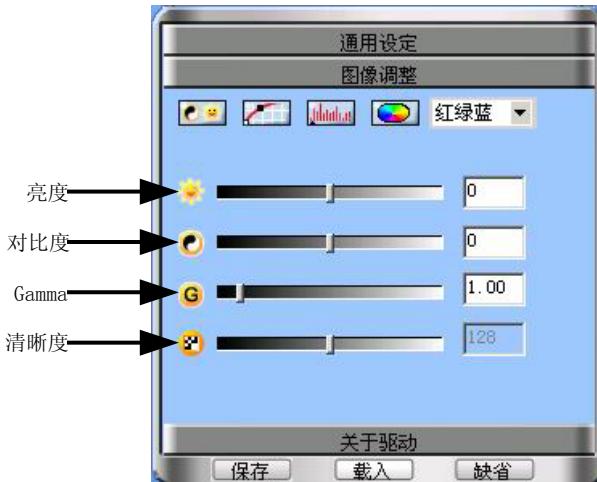 通用设定
图像调整
红绿蓝
亮度 0
对比度 0
Gamma G 1.00
清晰度 128
关于驱动
保存 载入 缺省